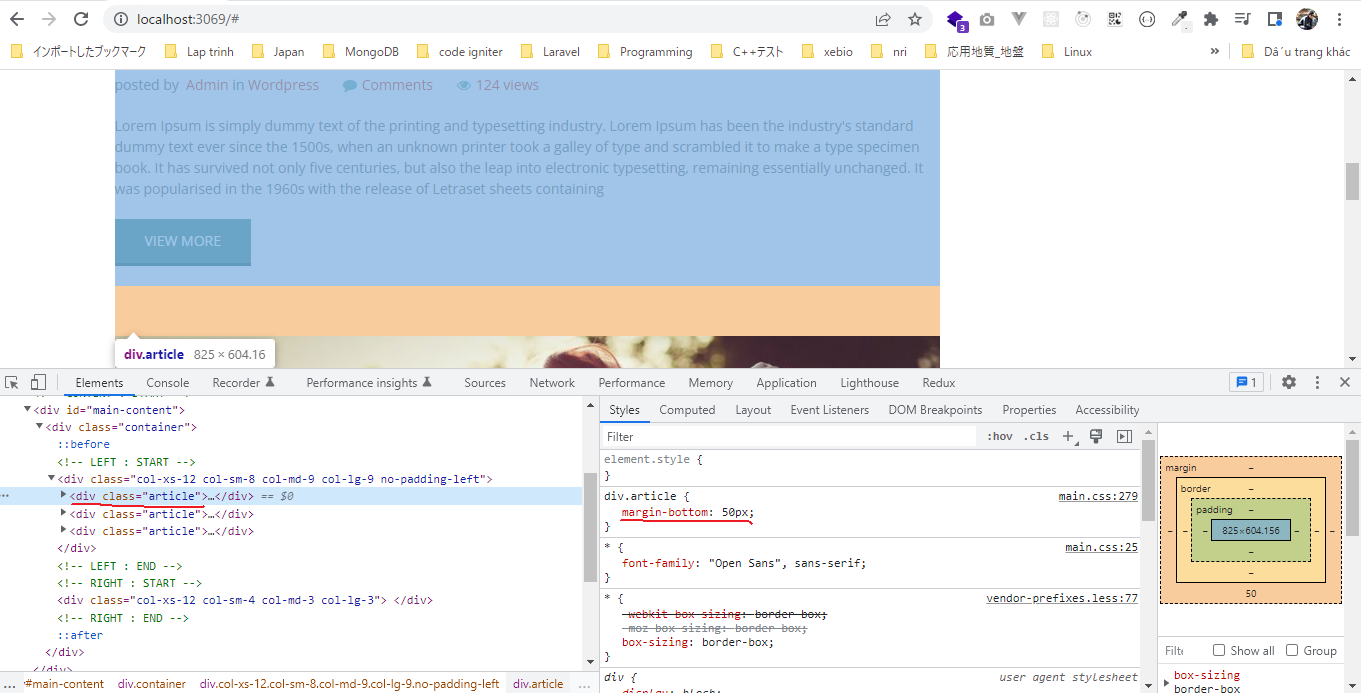 localhost:3069/#
3
インポートしたブックマーク Lap trinh Japan MongoDB code igniter Laravel Programming C++テスト xebio nri 応用地質_地盤 Linux » Dâ´u trang khác
posted by Admin in Wordpress Comments 124 views
Lorem Ipsum is simply dummy text of the printing and typesetting industry. Lorem Ipsum has been the industry's standard
dummy text ever since the 1500s, when an unknown printer took a galley of type and scrambled it to make a type specimen
book. It has survived not only five centuries, but also the leap into electronic typesetting, remaining essentially unchanged. It
was popularised in the 1960s with the release of Letraset sheets containing
VIEW MORE
div.article 825 × 604.16
Elements Console Recorder Performance insights Sources Network Performance Memory Application Lighthouse Redux 1
<div id="main-content">
<div class="container">
::before
<!-- LEFT : START -->
<div class="col-xs-12 col-sm-8 col-md-9 col-lg-9 no-padding-left">
<div class="article">…</div> == $0
<div class="article">…</div>
<div class="article">…</div>
</div>
<!-- LEFT : END -->
<!-- RIGHT : START -->
<div class="col-xs-12 col-sm-4 col-md-3 col-lg-3"> </div>
<!-- RIGHT : END -->
::after
</div>
</div>
… #main-content div.container div.col-xs-12.col-sm-8.col-md-9.col-lg-9.no-padding-left div.article …
Styles Computed Layout Event Listeners DOM Breakpoints Properties Accessibility
Filter :hov .cls
element.style {
}
div.article { main.css:279
margin-bottom: 50px;
}
* { main.css:25
font-family: "Open Sans", sans-serif;
}
* { vendor-prefixes.less:77
-webkit-box-sizing: border-box;
-moz-box-sizing: border-box;
box-sizing: border-box;
}
div { user agent stylesheet
display: block;
margin –
border –
padding –
– – – 825×604.156 – – –
–
–
50
Filte Show all Group
box-sizing
border-box